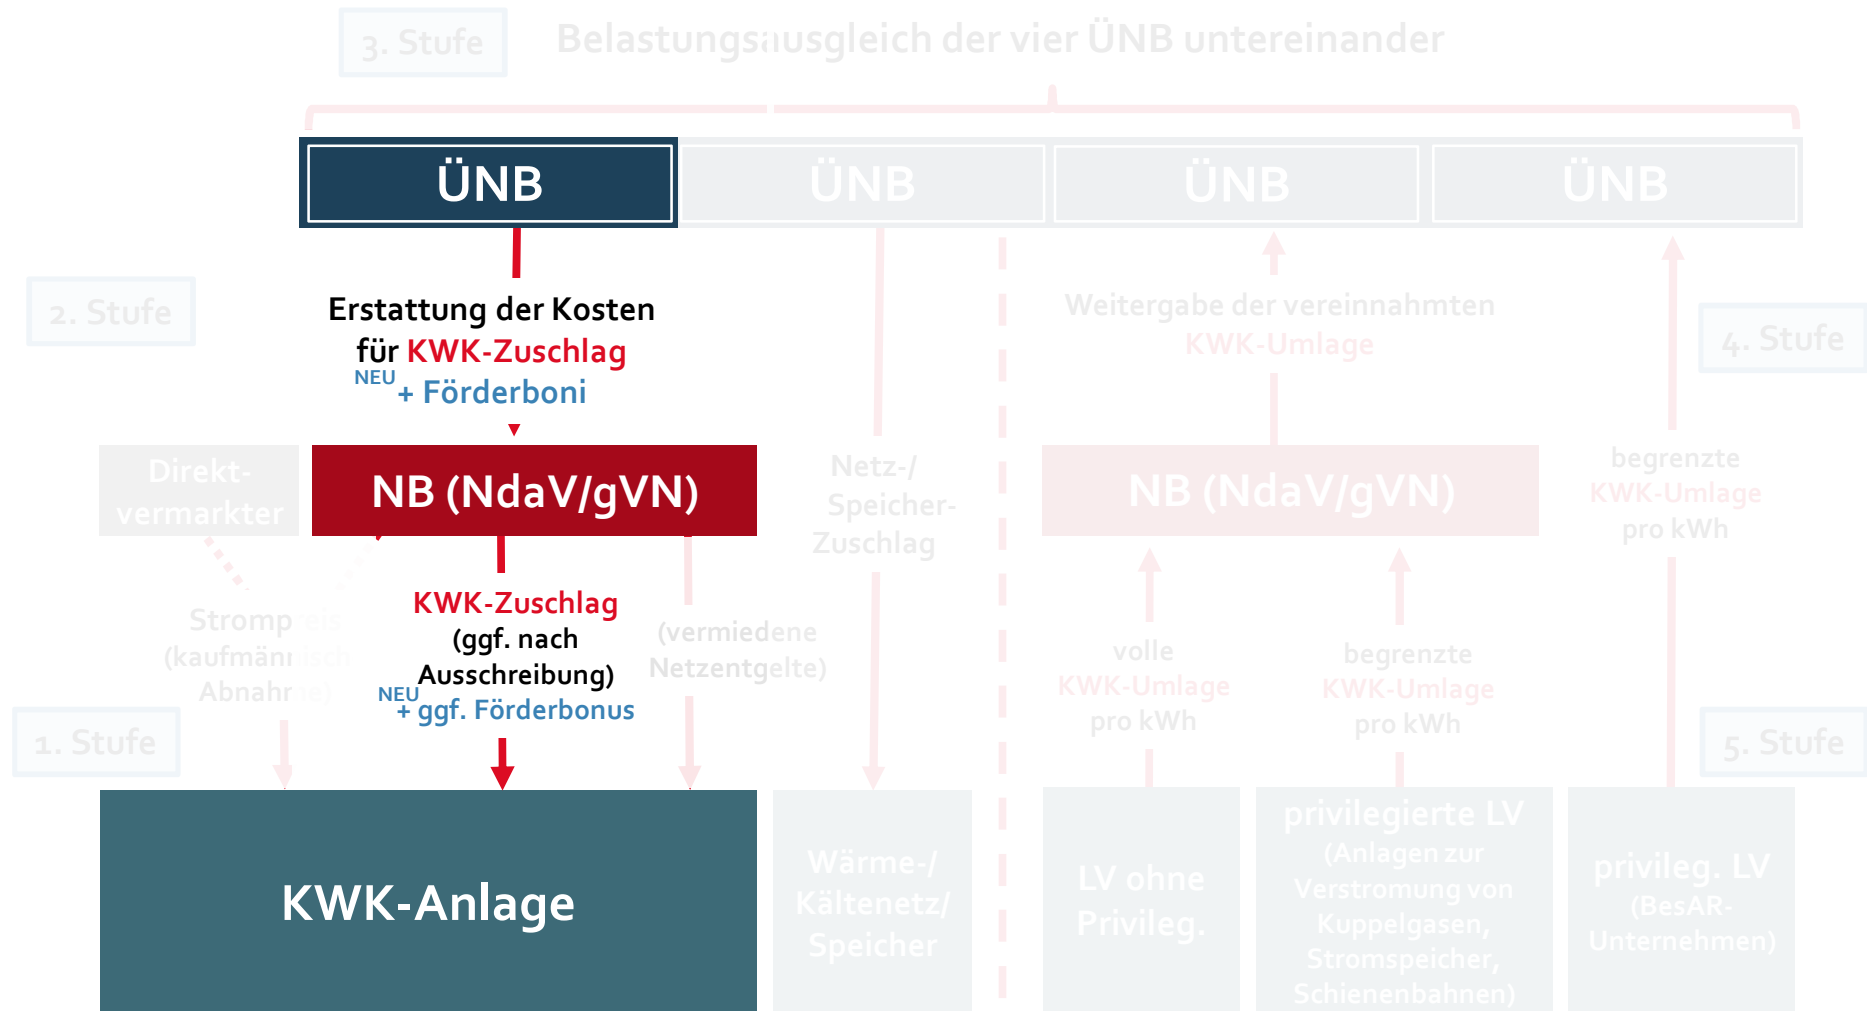 3. Stufe
Belastungsausgleich der vier ÜNB untereinander
ÜNB
ÜNB
ÜNB
ÜNB
2. Stufe
Erstattung der Kosten
für KWK-Zuschlag
NEU + Förderboni
Weitergabe der vereinnahmten
KWK-Umlage
4. Stufe
Direkt-
vermarkter
NB (NdaV/gVN)
Netz-/
Speicher-
Zuschlag
NB (NdaV/gVN)
begrenzte
KWK-Umlage
pro kWh
Strompreis
(kaufmännisch
Abnahme)
KWK-Zuschlag
(ggf. nach
Ausschreibung)
NEU + ggf. Förderbonus
(vermiedene
Netzentgelte)
volle
KWK-Umlage
pro kWh
begrenzte
KWK-Umlage
pro kWh
1. Stufe
5. Stufe
KWK-Anlage
Wärme-/
Kältenetz/
Speicher
LV ohne
Privileg.
privilegierte LV
(Anlagen zur
Verstromung von
Kuppelgasen,
Stromspeicher,
Schienenbahnen)
privileg. LV
(BesAR-
Unternehmen)